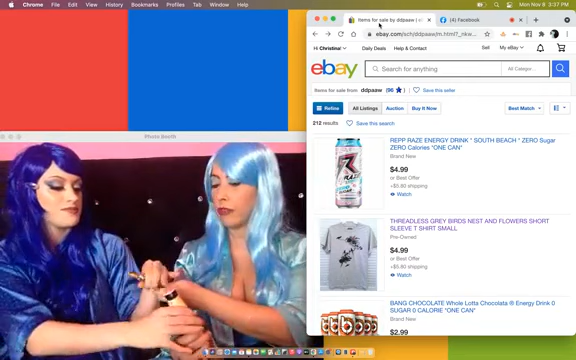 Chrome File Edit View History Bookmarks Profiles Tab Window Help
Mon Nov 8 3:37 PM
Items for sale by ddpaaw | e
(4) Facebook
ebay.com/sch/ddpaaw/m.html?_nkw...
Hi Christina! Daily Deals Help & Contact Sell My eBay
ebay Search for anything All Categor
Items for sale from ddpaaw (96 ) Save this seller
Refine All Listings Auction Buy It Now Best Match
212 results Save this search
Photo Booth
REPP RAZE ENERGY DRINK * SOUTH BEACH * ZERO Sugar
ZERO Calories *ONE CAN*
Brand New
$4.99
or Best Offer
+$5.80 shipping
Watch
THREADLESS GREY BIRDS NEST AND FLOWERS SHORT
SLEEVE T SHIRT SMALL
Pre-Owned
$4.99
or Best Offer
+$5.80 shipping
Watch
BANG CHOCOLATE Whole Lotta Chocolata ® Energy Drink 0
SUGAR 0 CALORIE *ONE CAN*
Brand New
$2.99